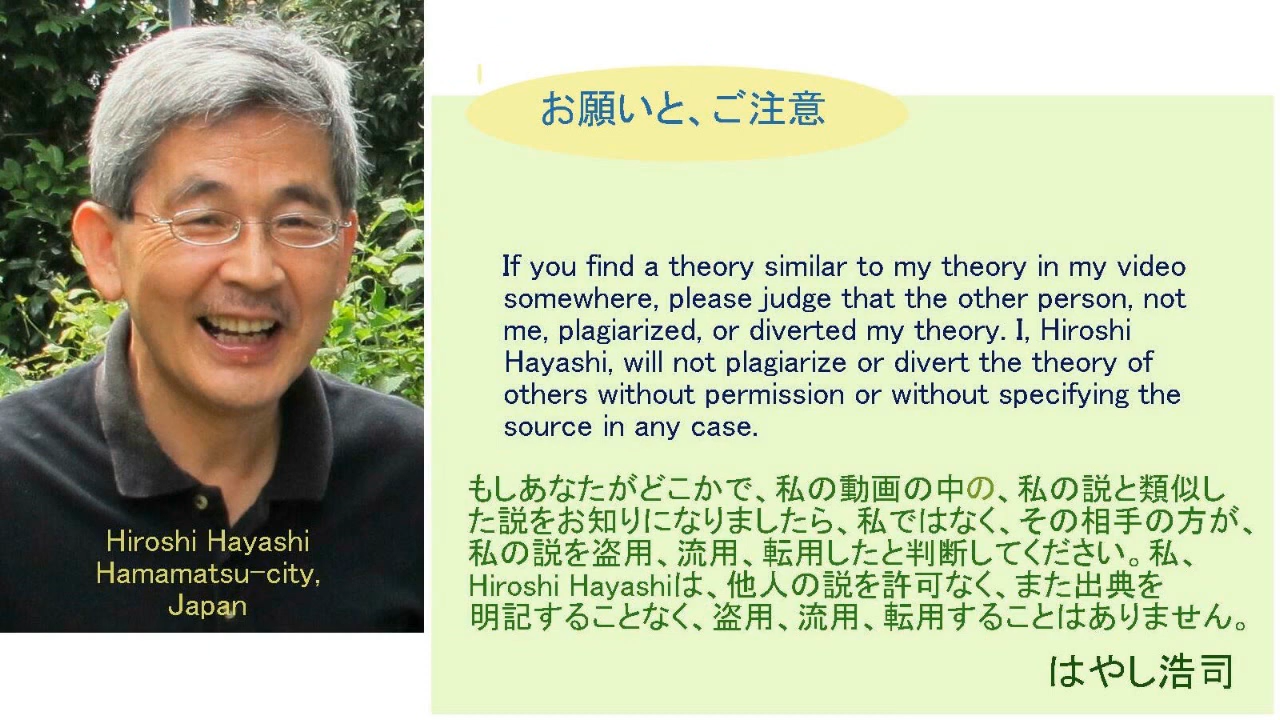 お願いと、ご注意
If you find a theory similar to my theory in my video
somewhere, please judge that the other person, not
me, plagiarized, or diverted my theory. I, Hiroshi
Hayashi, will not plagiarize or divert the theory of
others without permission or without specifying the
source in any case.
もしあなたがどこかで、私の動画の中の、私の説と類似し
た説をお知りになりましたら、私ではなく、その相手の方が、
私の説を盗用、流用、転用したと判断してください。私、
Hiroshi Hayashiは、他人の説を許可なく、また出典を
明記することなく、盗用、流用、転用することはありません。
はやし浩司
Hiroshi Hayashi
Hamamatsu-city,
Japan